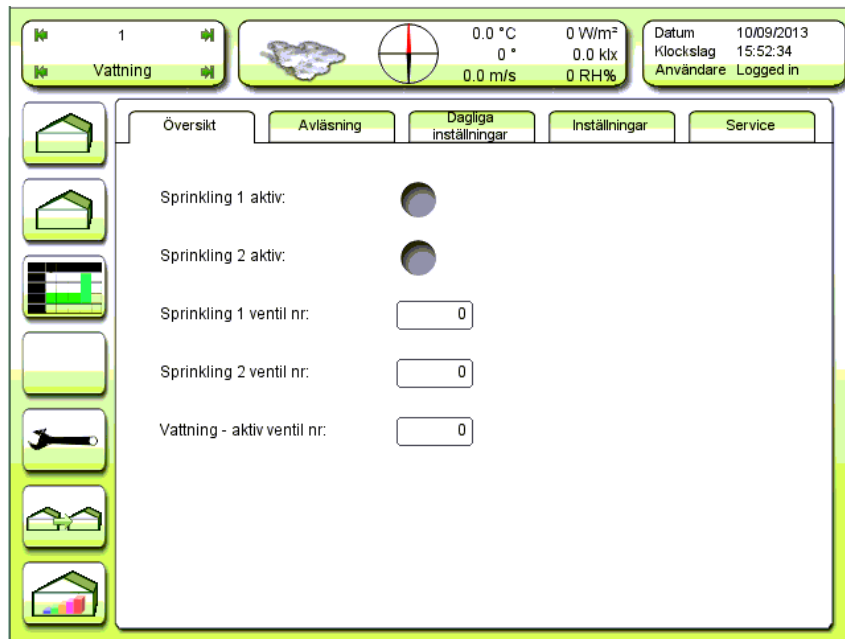 1
Vattning
0.0 °C
0 W/m²
0 °
0.0 klx
0.0 m/s
0 RH%
Datum 10/09/2013
Klockslag 15:52:34
Användare Logged in
Översikt
Avläsning
Dagliga
inställningar
Inställningar
Service
Sprinkling 1 aktiv:
Sprinkling 2 aktiv:
Sprinkling 1 ventil nr: 0
Sprinkling 2 ventil nr: 0
Vattning - aktiv ventil nr: 0